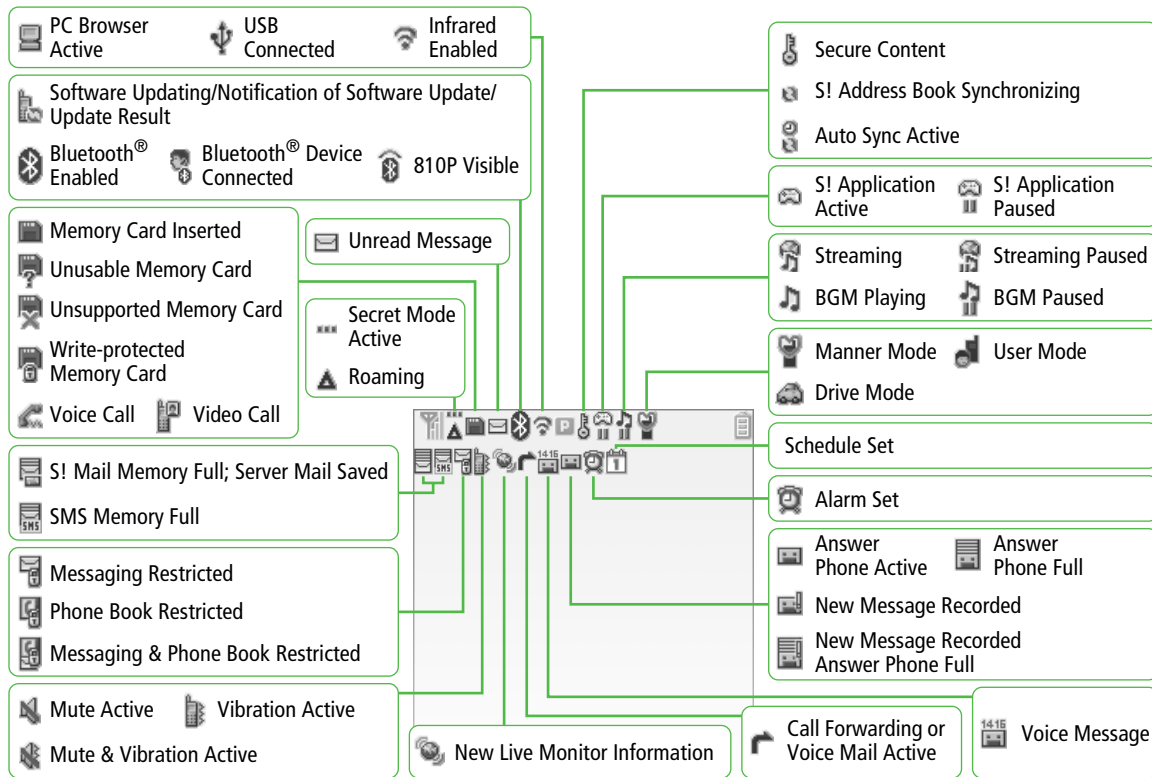 PC Browser
Active
USB
Connected
Infrared
Enabled
Software Updating/Notification of Software Update/
Update Result
Bluetooth®
Enabled
Bluetooth® Device
Connected
810P Visible
Memory Card Inserted
Unusable Memory Card
Unsupported Memory Card
Write-protected
Memory Card
Voice Call
Video Call
Unread Message
Secret Mode
Active
Roaming
S! Mail Memory Full; Server Mail Saved
SMS
SMS Memory Full
Messaging Restricted
Phone Book Restricted
Messaging & Phone Book Restricted
Mute Active
Vibration Active
Mute & Vibration Active
P
SMS
1416
1
New Live Monitor Information
Call Forwarding or
Voice Mail Active
1416
Voice Message
Secure Content
S! Address Book Synchronizing
Auto Sync Active
S! Application
Active
S! Application
Paused
Streaming
Streaming Paused
BGM Playing
BGM Paused
Manner Mode
User Mode
Drive Mode
Schedule Set
Alarm Set
Answer
Phone Active
Answer
Phone Full
New Message Recorded
New Message Recorded
Answer Phone Full